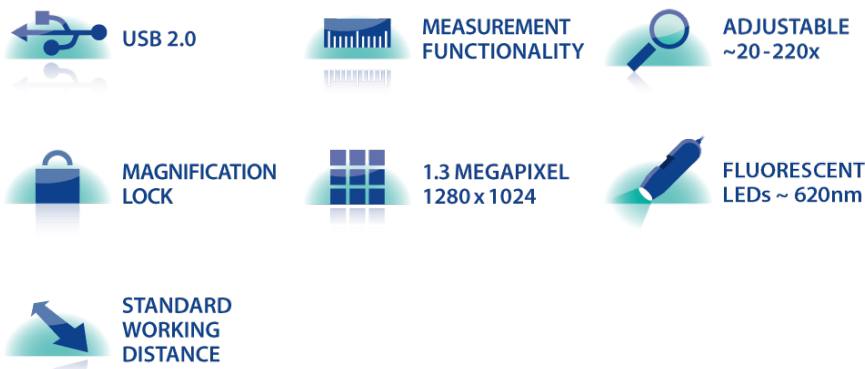 USB 2.0
MEASUREMENT
FUNCTIONALITY
ADJUSTABLE
~20-220x
MAGNIFICATION
LOCK
1.3 MEGAPIXEL
1280 x 1024
FLUORESCENT
LEDs ~ 620nm
STANDARD
WORKING
DISTANCE